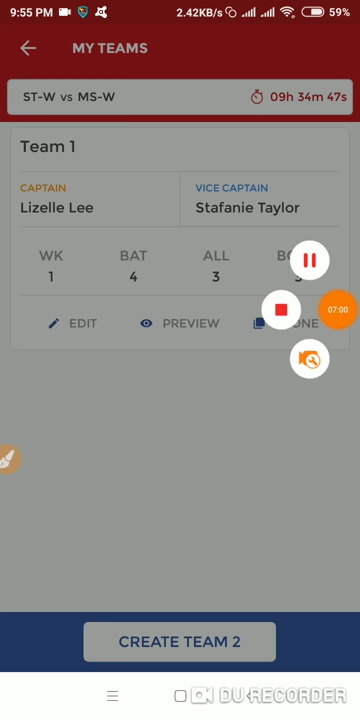 9:55 PM 2.42KB/s 59%
MY TEAMS
ST-W vs MS-W 09h 34m 47s
Team 1
CAPTAIN VICE CAPTAIN
Lizelle Lee Stafanie Taylor
WK BAT ALL
1 4 3
EDIT PREVIEW
07:00
CREATE TEAM 2
DU RECORDER